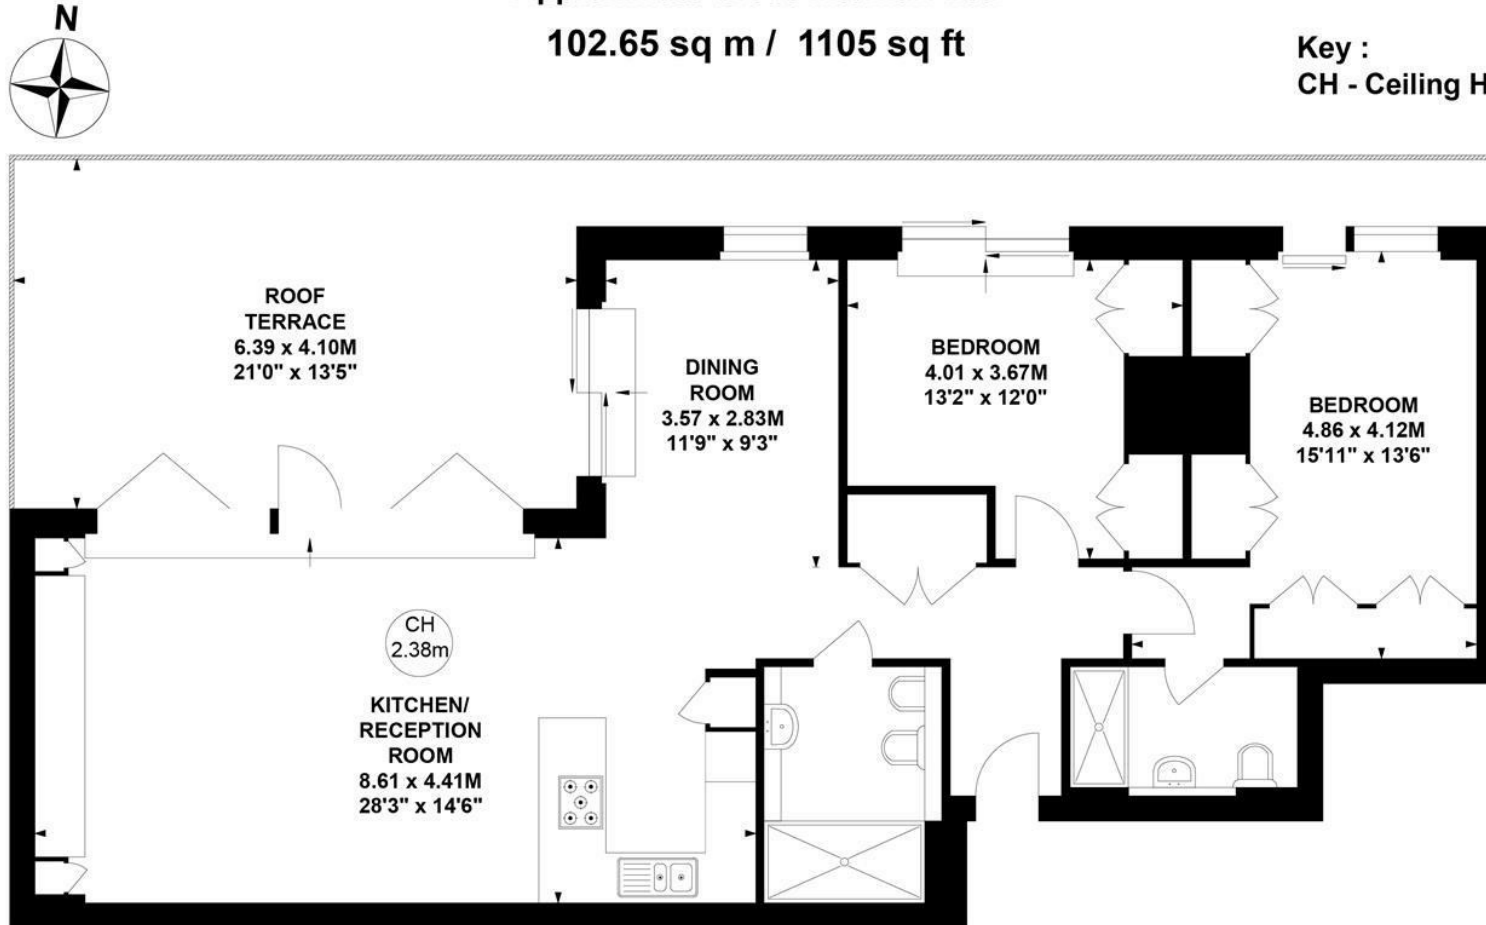 N
102.65 sq m / 1105 sq ft
Key :
CH - Ceiling H
ROOF
TERRACE
6.39 x 4.10M
21'0" x 13'5"
DINING
ROOM
3.57 x 2.83M
11'9" x 9'3"
BEDROOM
4.01 x 3.67M
13'2" x 12'0"
BEDROOM
4.86 x 4.12M
15'11" x 13'6"
CH
2.38m
KITCHEN/
RECEPTION
ROOM
8.61 x 4.41M
28'3" x 14'6"